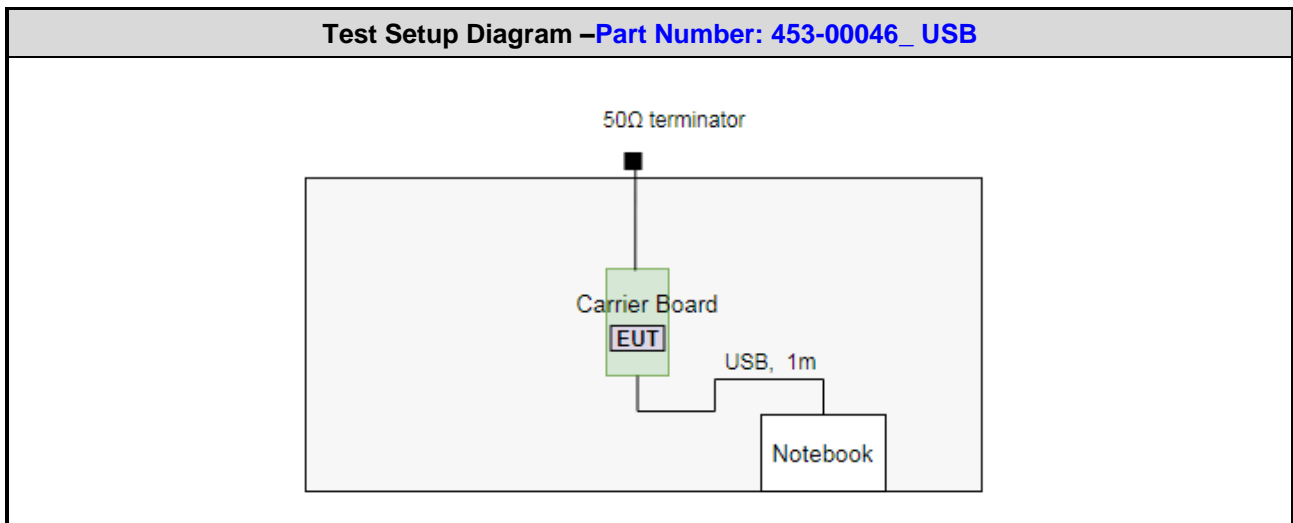 Test Setup Diagram –Part Number: 453-00046_ USB
50Ω terminator
Carrier Board
EUT
USB, 1m
Notebook